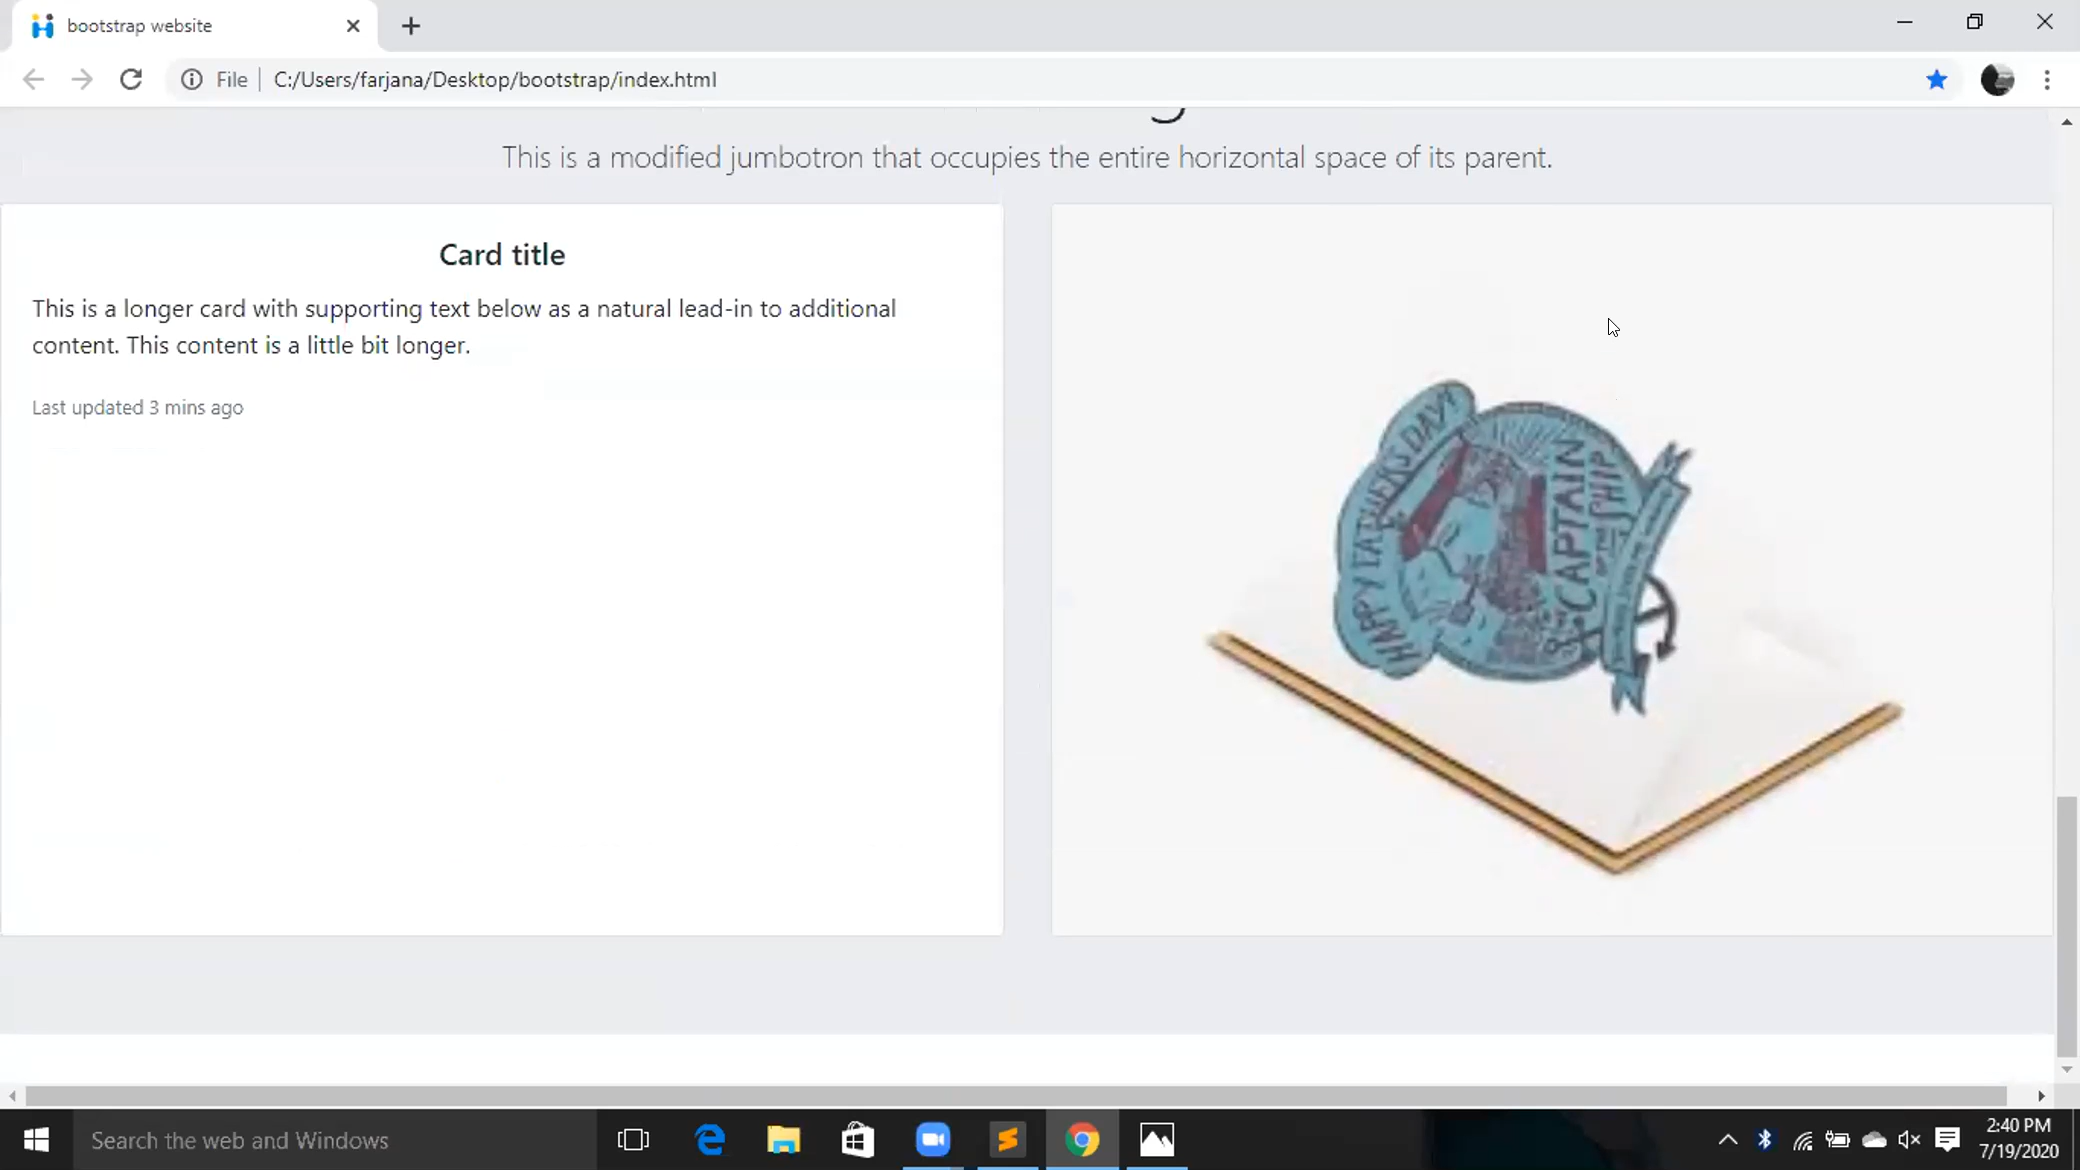 bootstrap website
File
C:/Users/farjana/Desktop/bootstrap/index.html
This is a modified jumbotron that occupies the entire horizontal space of its parent.
Card title
This is a longer card with supporting text below as a natural lead-in to additional
content. This content is a little bit longer.
Last updated 3 mins ago
HAPPY FATHER'S DAY!
CAPTAIN
OF THE
SHIP
Search the web and Windows
2:40 PM
7/19/2020